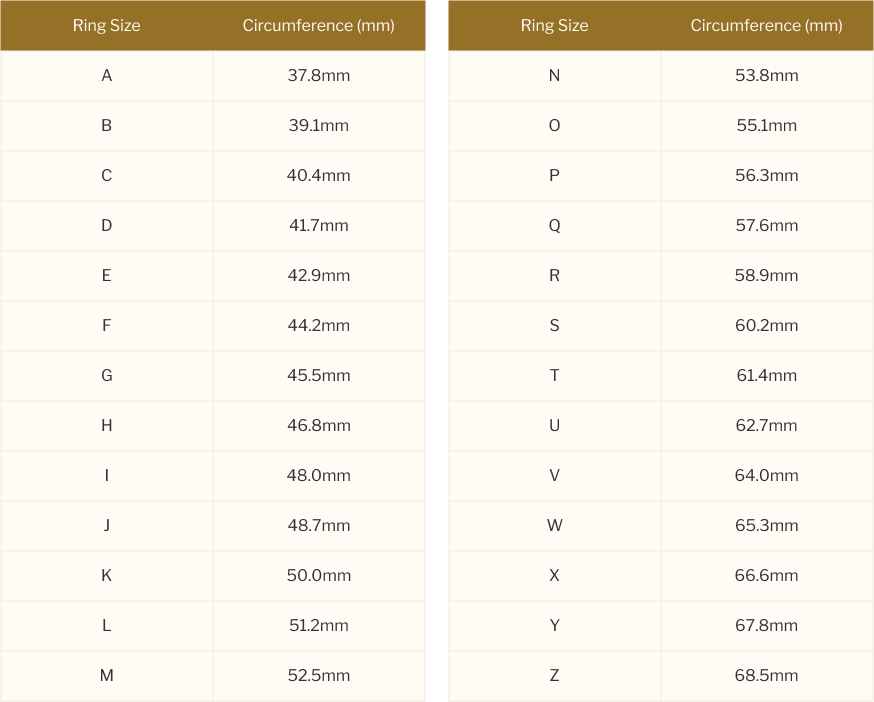 Ring Size Circumference (mm)
A 37.8mm
B 39.1mm
C 40.4mm
D 41.7mm
E 42.9mm
F 44.2mm
G 45.5mm
H 46.8mm
I 48.0mm
J 48.7mm
K 50.0mm
L 51.2mm
M 52.5mm
Ring Size Circumference (mm)
N 53.8mm
O 55.1mm
P 56.3mm
Q 57.6mm
R 58.9mm
S 60.2mm
T 61.4mm
U 62.7mm
V 64.0mm
W 65.3mm
X 66.6mm
Y 67.8mm
Z 68.5mm